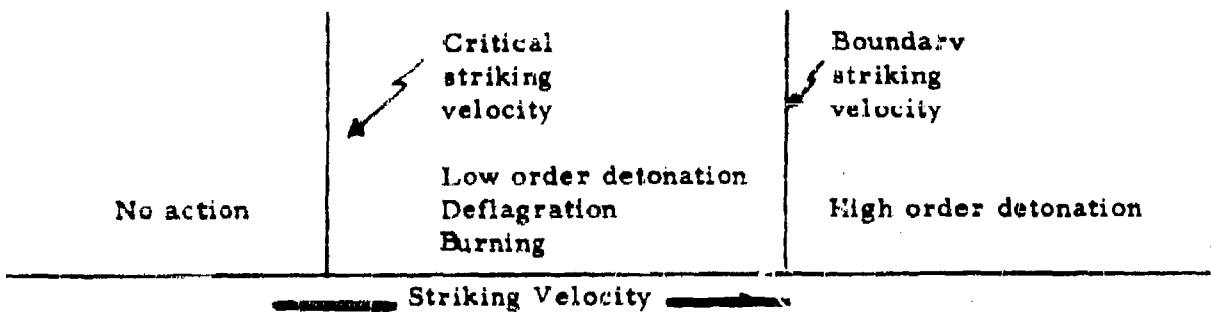 Critical
striking
velocity
Boundary
striking
velocity
No action
Low order detonation
Deflagration
Burning
High order detonation
Striking Velocity